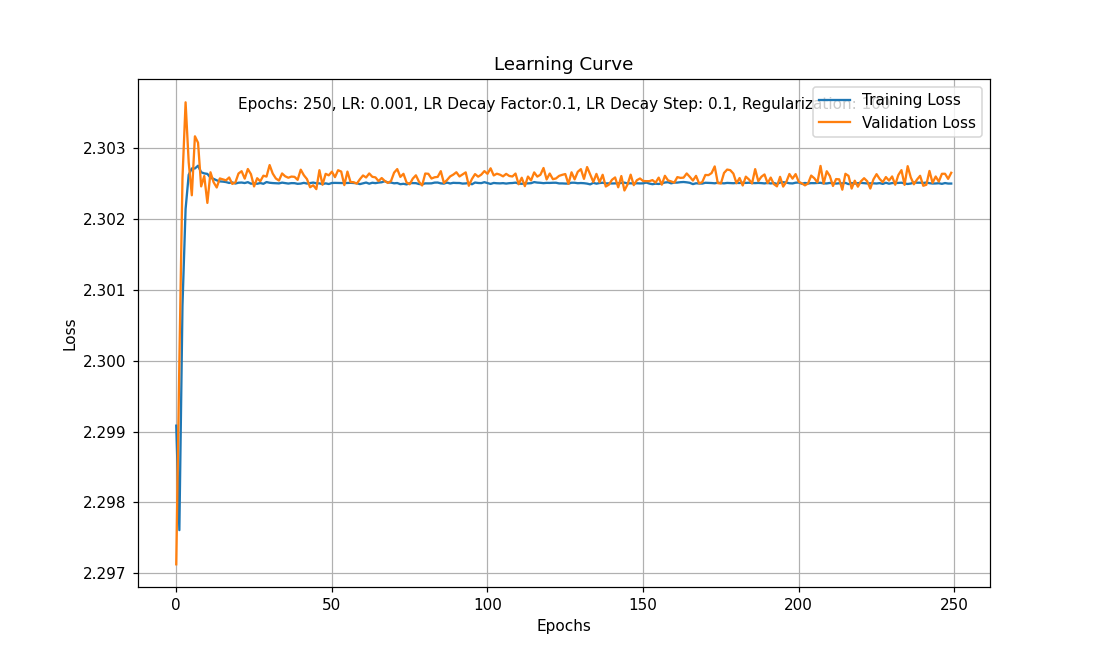 Learning Curve
Epochs: 250, LR: 0.001, LR Decay Factor:0.1, LR Decay Step: 0.1, Regularization: 100
Training Loss
Validation Loss
2.303
2.302
2.301
2.300
2.299
2.298
2.297
Loss
0 50 100 150 200 250
Epochs